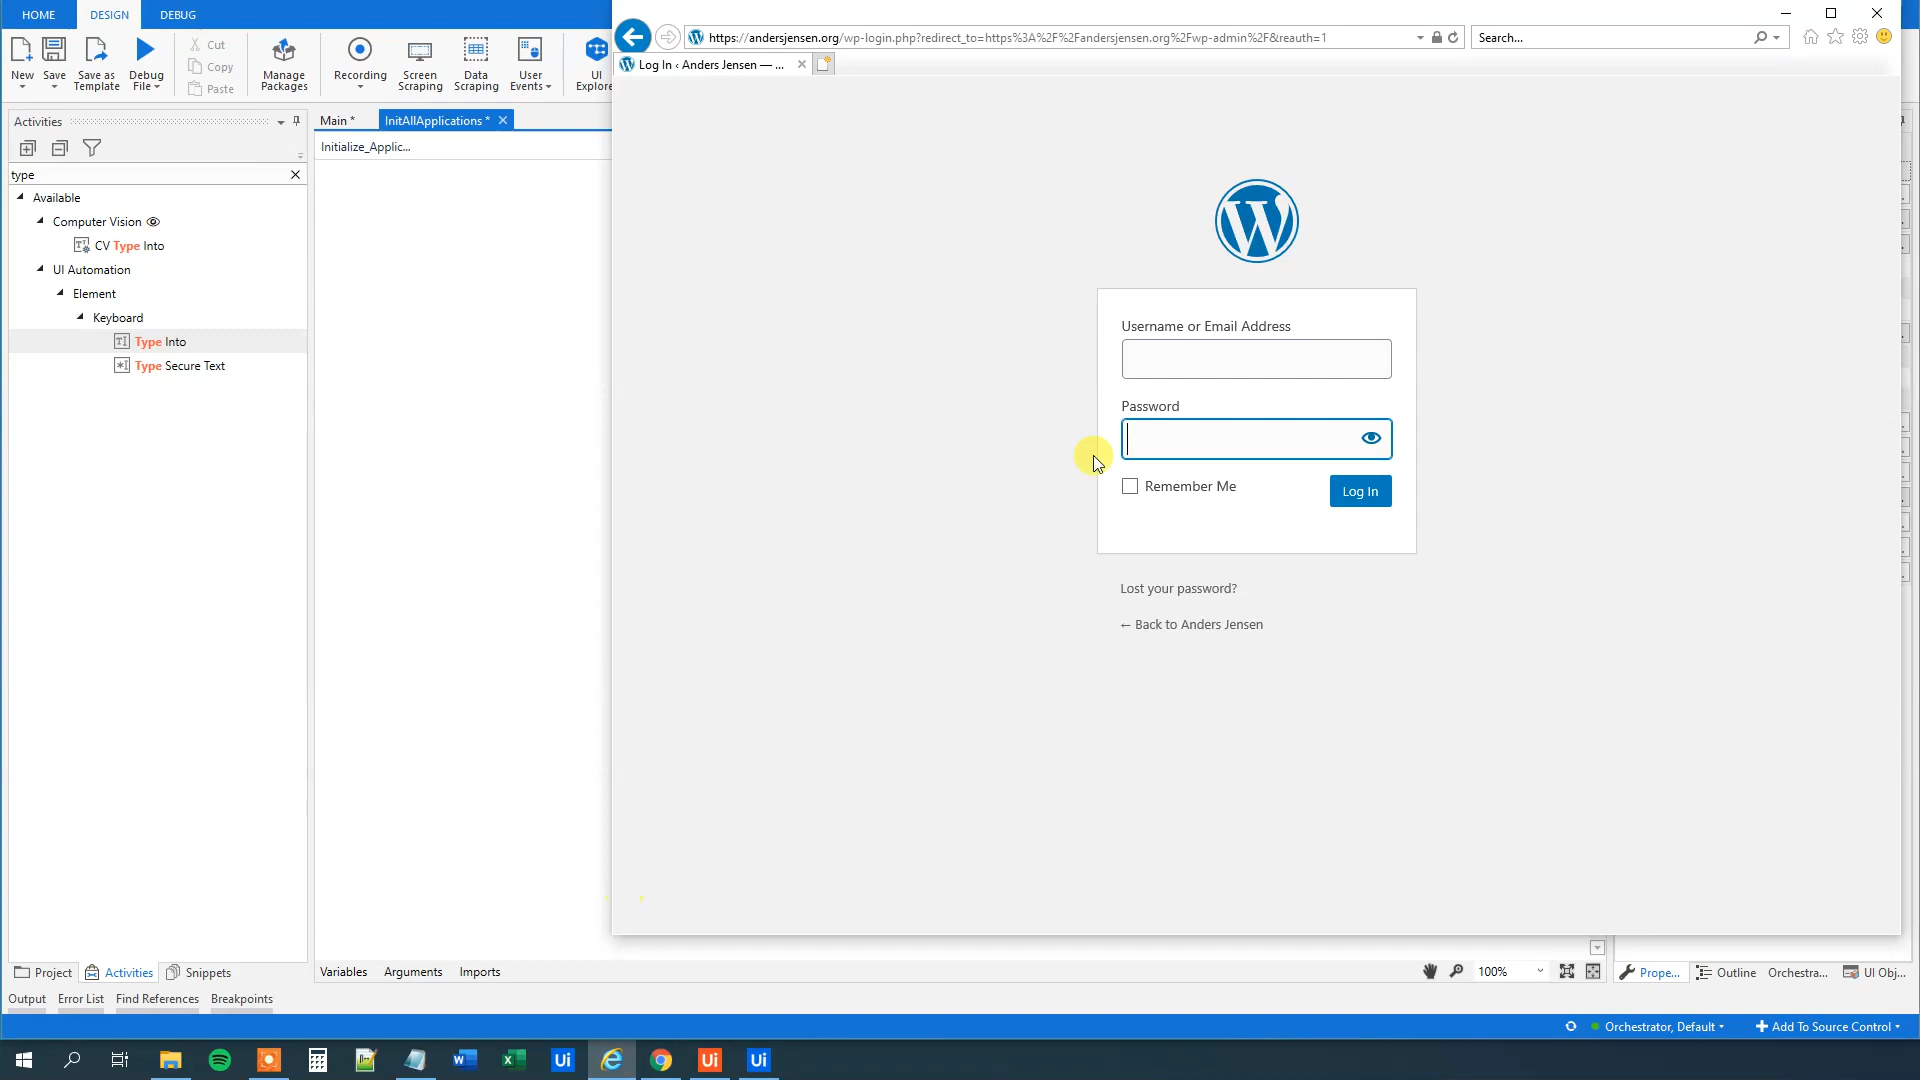 HOME DESIGN DEBUG
New Save Save as Template Debug File Cut Copy Paste Manage Packages Recording Screen Scraping Data Scraping User Events UI Explore
https://andersjensen.org/wp-login.php?redirect_to=https%3A%2F%2Fandersjensen.org%2Fwp-admin%2F&reauth=1 Search...
Log In ‹ Anders Jensen — ...
Activities
Main * InitAllApplications *
Initialize_Applic...
type
Available
Computer Vision
CV Type Into
UI Automation
Element
Keyboard
Type Into
Type Secure Text
Username or Email Address
Password
Remember Me Log In
Lost your password?
← Back to Anders Jensen
Project Activities Snippets
Variables Arguments Imports 100%
Prope... Outline Orchestra... UI Obj...
Output Error List Find References Breakpoints
Orchestrator, Default Add To Source Control
Ui Ui Ui